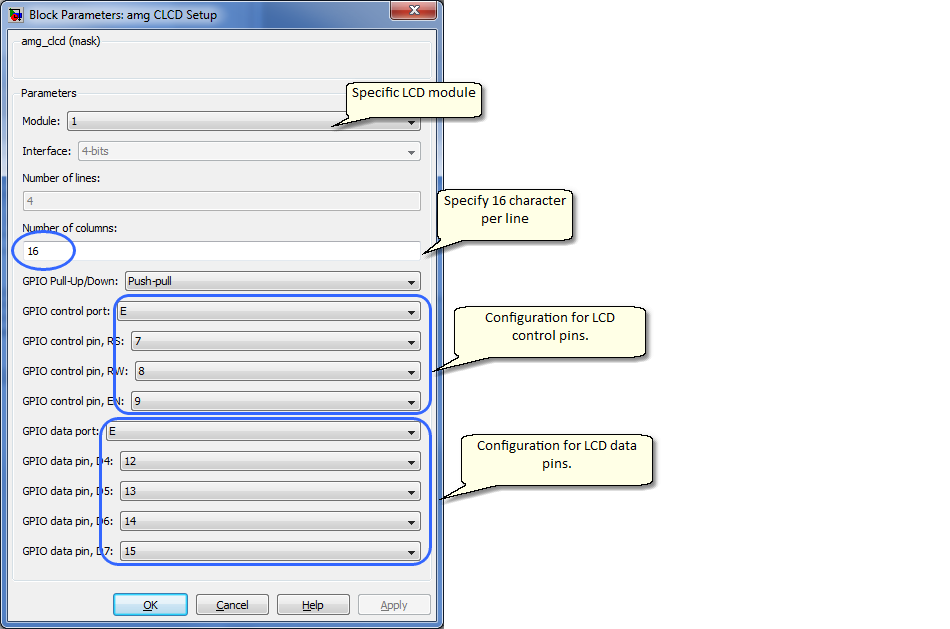 Block Parameters: amg CLCD Setup
amg_clcd (mask)
Parameters
Specific LCD module
Module: 1
Interface: 4-bits
Number of lines:
4
Specify 16 character
per line
Number of columns:
16
GPIO Pull-Up/Down: Push-pull
GPIO control port: E
GPIO control pin, RS: 7
GPIO control pin, RW: 8
GPIO control pin, EN: 9
Configuration for LCD
control pins.
GPIO data port: E
GPIO data pin, D4: 12
GPIO data pin, D5: 13
GPIO data pin, D6: 14
GPIO data pin, D7: 15
Configuration for LCD data
pins.
OK Cancel Help Apply